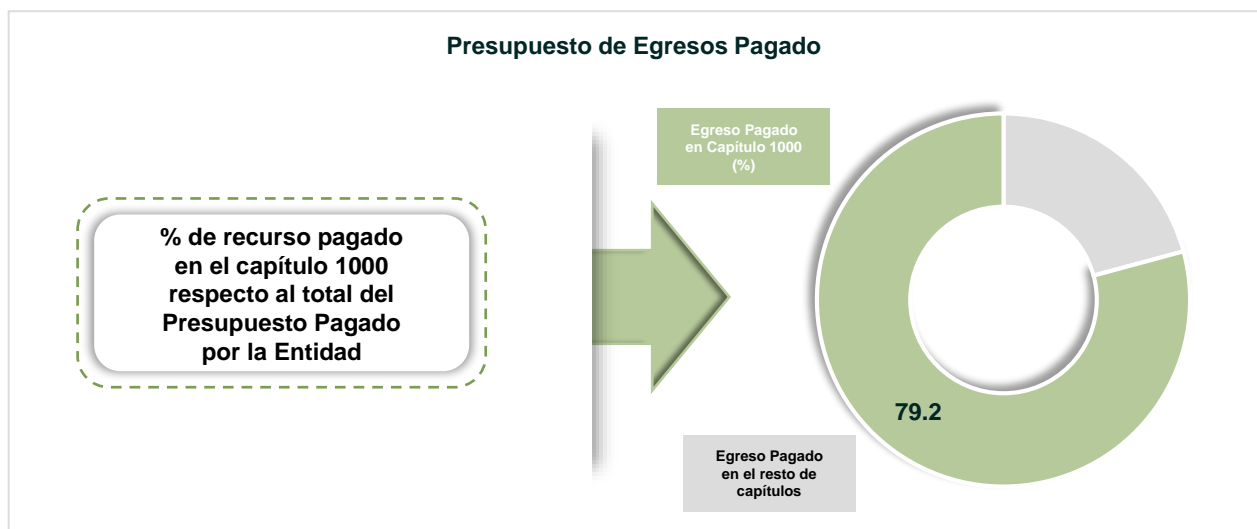 Presupuesto de Egresos Pagado
Egreso Pagado
en Capítulo 1000
(%)
% de recurso pagado
en el capítulo 1000
respecto al total del
Presupuesto Pagado
por la Entidad
79.2
Egreso Pagado
en el resto de
capítulos